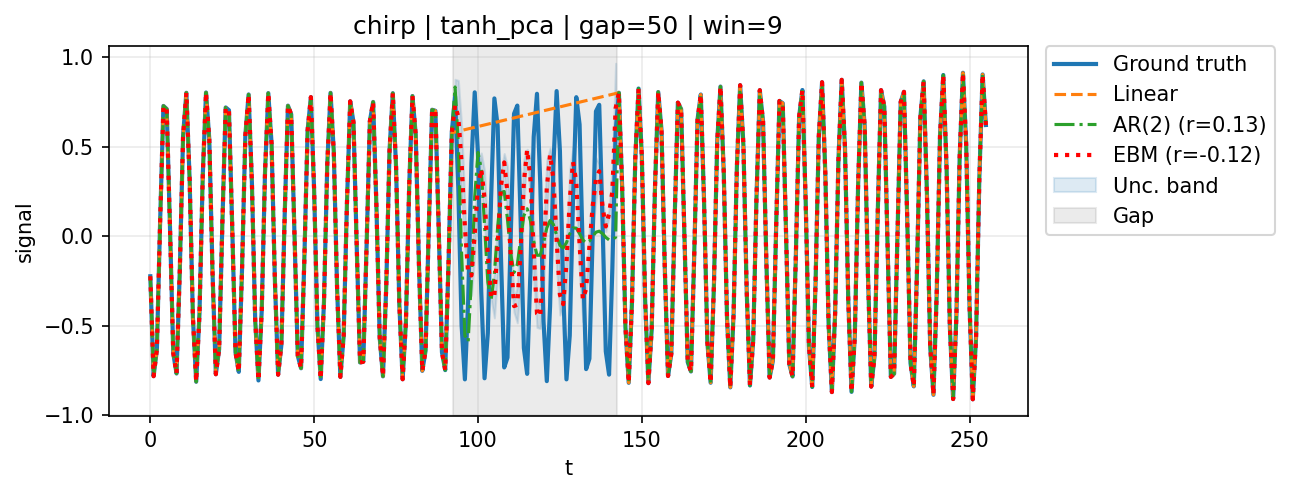 chirp | tanh_pca | gap=50 | win=9
1.0
0.5
0.0
−0.5
−1.0
signal
0 50 100 150 200 250
t
Ground truth
Linear
AR(2) (r=0.13)
EBM (r=-0.12)
Unc. band
Gap